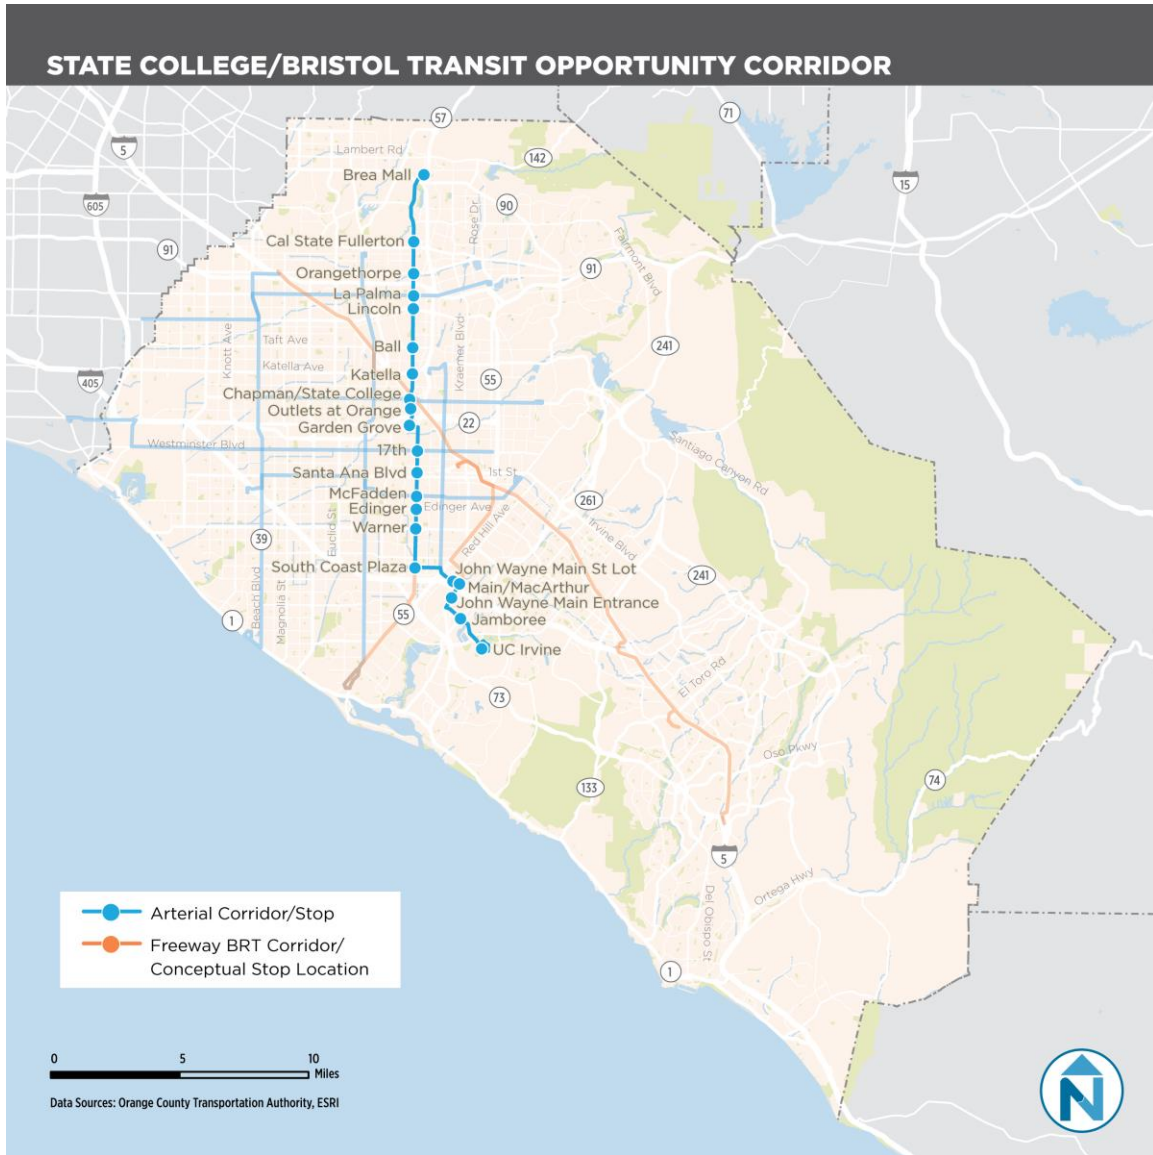 STATE COLLEGE/BRISTOL TRANSIT OPPORTUNITY CORRIDOR
57
71
5
Lambert Rd
142
Brea Mall
15
605
90
Rose Dr
Cal State Fullerton
91
Fairmont Blvd
Orangethorpe
91
La Palma
Lincoln
Knott Ave
Taft Ave
Ball
Kraemer Blvd
241
Katella Ave
Katella
55
405
Chapman/State College
Outlets at Orange
22
Garden Grove
Westminster Blvd
17th
Santiago Canyon Rd
Santa Ana Blvd
1st St
McFadden
261
Edinger
Edinger Ave
Euclid St
Warner
Red Hill Ave
Irvine Blvd
39
South Coast Plaza
John Wayne Main St Lot
241
Main/MacArthur
Beach Blvd
Magnolia St
John Wayne Main Entrance
55
1
Jamboree
UC Irvine
El Toro Rd
73
Oso Pkwy
74
133
5
Ortega Hwy
Del Obispo St
1
Arterial Corridor/Stop
Freeway BRT Corridor/
Conceptual Stop Location
0 5 10
Miles
Data Sources: Orange County Transportation Authority, ESRI
N